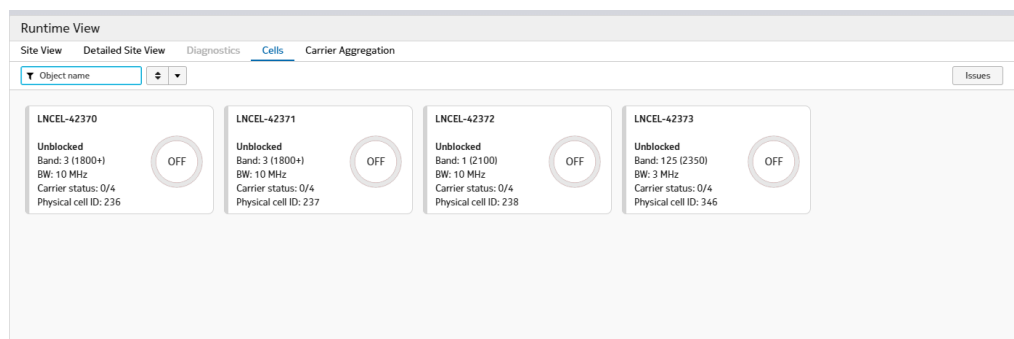 Runtime View
Site View Detailed Site View Diagnostics Cells Carrier Aggregation
Object name Issues
LNCEL-42370
Unblocked
Band: 3 (1800+)
BW: 10 MHz
Carrier status: 0/4
Physical cell ID: 236
OFF
LNCEL-42371
Unblocked
Band: 3 (1800+)
BW: 10 MHz
Carrier status: 0/4
Physical cell ID: 237
OFF
LNCEL-42372
Unblocked
Band: 1 (2100)
BW: 10 MHz
Carrier status: 0/4
Physical cell ID: 238
OFF
LNCEL-42373
Unblocked
Band: 125 (2350)
BW: 3 MHz
Carrier status: 0/4
Physical cell ID: 346
OFF